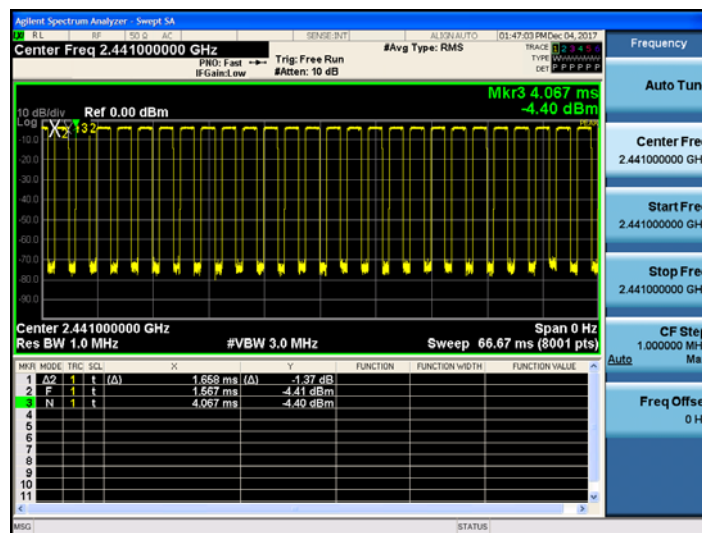 Agilent Spectrum Analyzer - Swept SA
RL RF 50 Ω AC SENSE:INT ALIGN AUTO 01:47:03 PM Dec 04, 2017
Center Freq 2.441000000 GHz
#Avg Type: RMS
TRACE 1 2 3 4 5 6
PNO: Fast
Trig: Free Run
TYPE W
IFGain:Low
#Atten: 10 dB
DET P P P P P P
Mkr3 4.067 ms
-4.40 dBm
10 dB/div Ref 0.00 dBm
Log
PEAK
-10.0
-20.0
-30.0
-40.0
-50.0
-60.0
-70.0
-80.0
-90.0
Center 2.441000000 GHz Span 0 Hz
Res BW 1.0 MHz #VBW 3.0 MHz Sweep 66.67 ms (8001 pts)
MKR MODE TRC SCL X Y FUNCTION FUNCTION WIDTH FUNCTION VALUE
1 Δ2 1 t (Δ) 1.658 ms (Δ) -1.37 dB
2 F 1 t 1.567 ms -4.41 dBm
3 N 1 t 4.067 ms -4.40 dBm
4
5
6
7
8
9
10
11
MSG STATUS
Frequency
Auto Tun
Center Fre
2.441000000 GH
Start Fre
2.441000000 GH
Stop Fre
2.441000000 GH
CF Step
1.000000 MH
Auto Ma
Freq Offse
0 H